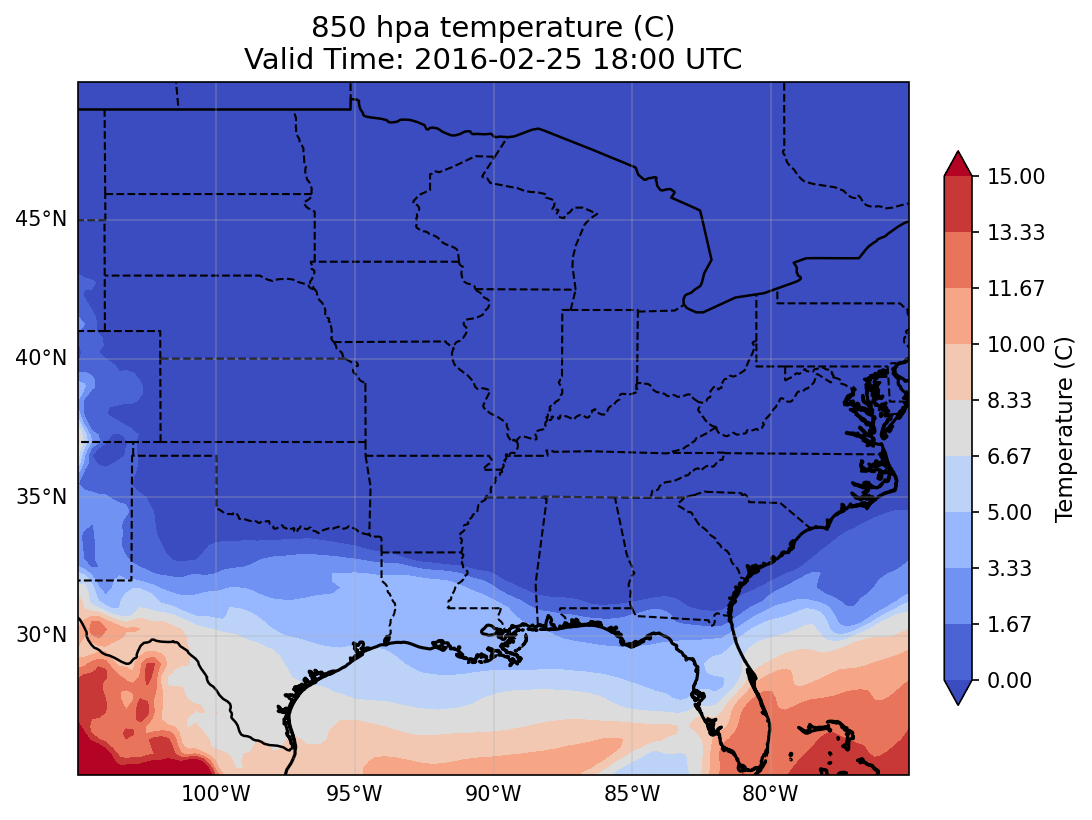 850 hpa temperature (C)
Valid Time: 2016-02-25 18:00 UTC
45°N
40°N
35°N
30°N
100°W
95°W
90°W
85°W
80°W
15.00
13.33
11.67
10.00
8.33
6.67
5.00
3.33
1.67
0.00
Temperature (C)